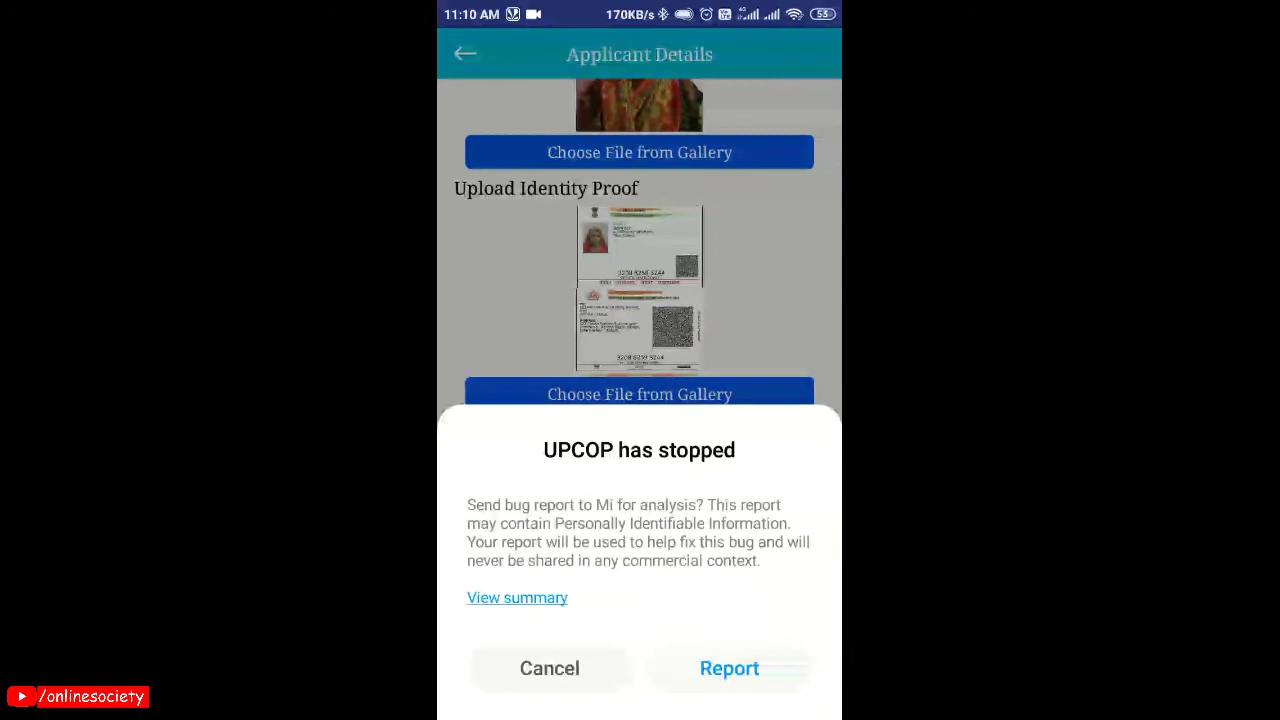 11:10 AM 170KB/s 53
Applicant Details
Choose File from Gallery
Upload Identity Proof
Choose File from Gallery
UPCOP has stopped
Send bug report to Mi for analysis? This report
may contain Personally Identifiable Information.
Your report will be used to help fix this bug and will
never be shared in any commercial context.
View summary
Cancel
Report
/onlinesociety